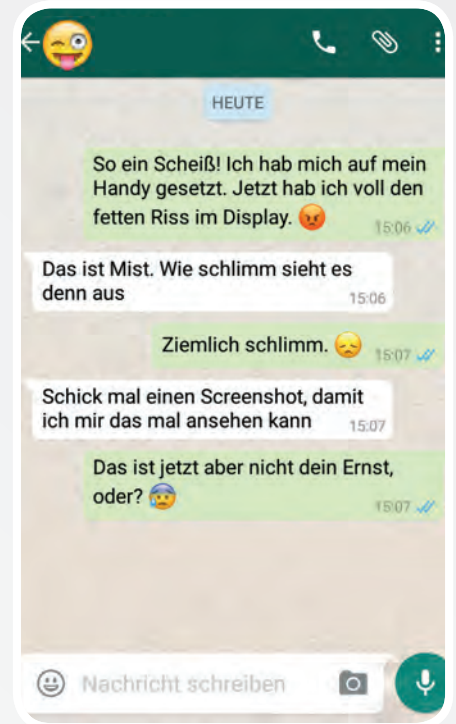 HEUTE
So ein Scheiß! Ich hab mich auf mein
Handy gesetzt. Jetzt hab ich voll den
fetten Riss im Display.
15:06
Das ist Mist. Wie schlimm sieht es
denn aus
15:06
Ziemlich schlimm.
15:07
Schick mal einen Screenshot, damit
ich mir das mal ansehen kann
15:07
Das ist jetzt aber nicht dein Ernst,
oder?
15:07
Nachricht schreiben